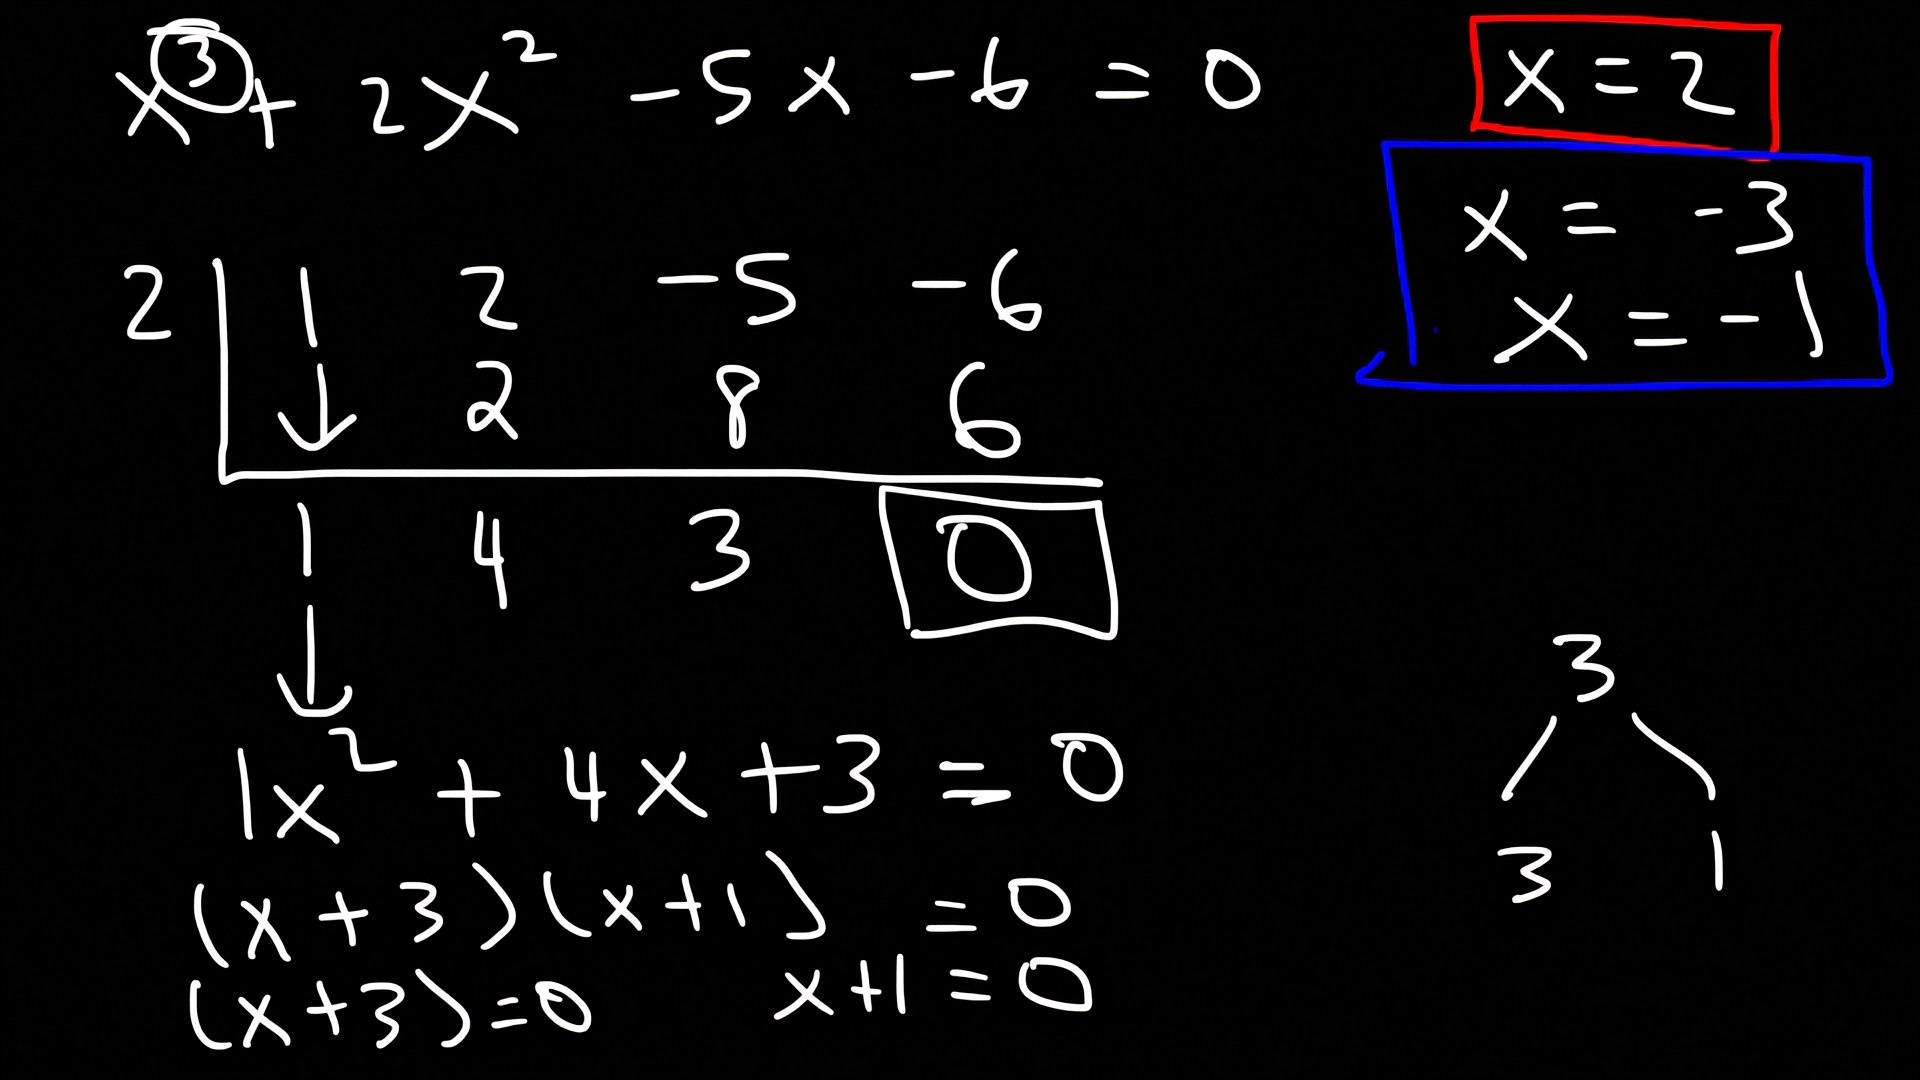 x³ + 2x² - 5x - 6 = 0
x = 2
x = -3
x = -1
2 | 1 2 -5 -6
↓ 2 8 6
1 4 3 0
↓
1x² + 4x + 3 = 0
(x + 3)(x + 1) = 0
(x + 3) = 0 x + 1 = 0
3
3 1